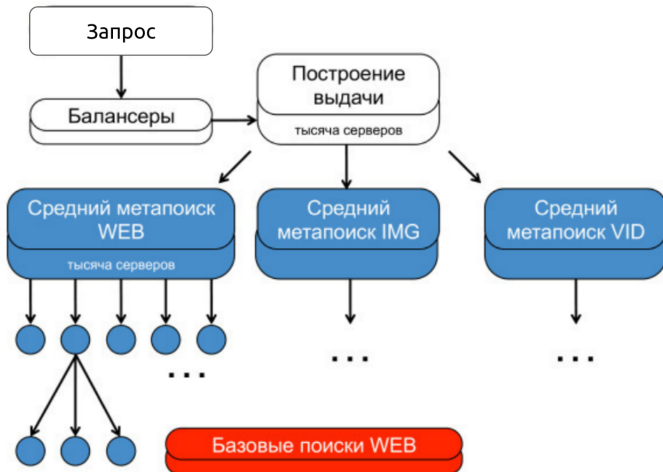 Запрос
Построение
выдачи
Балансеры
тысяча серверов
Средний метапоиск
WEB
тысяча серверов
Средний
метапоиск IMG
Средний
метапоиск VID
...
...
...
Базовые поиски WEB